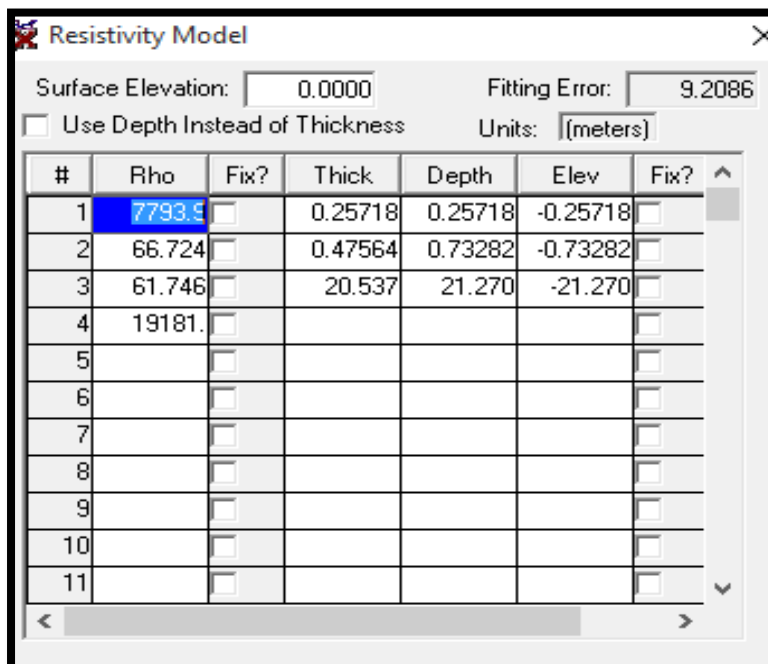 Resistivity Model
Surface Elevation: 0.0000 Fitting Error: 9.2086
Use Depth Instead of Thickness Units: (meters)
# Rho Fix? Thick Depth Elev Fix?
1 7793.9 0.25718 0.25718 -0.25718
2 66.724 0.47564 0.73282 -0.73282
3 61.746 20.537 21.270 -21.270
4 19181.
5
6
7
8
9
10
11